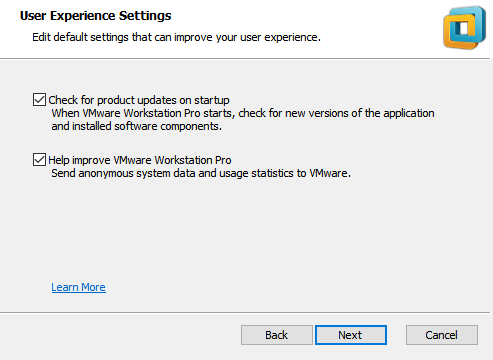 User Experience Settings
Edit default settings that can improve your user experience.
Check for product updates on startup
When VMware Workstation Pro starts, check for new versions of the application
and installed software components.
Help improve VMware Workstation Pro
Send anonymous system data and usage statistics to VMware.
Learn More
Back
Next
Cancel